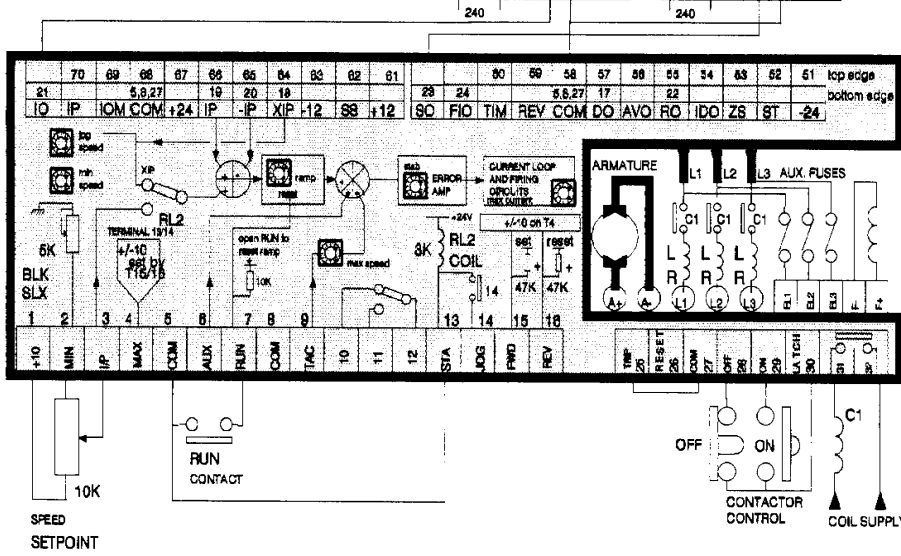 240
240
70 69 68 67 66 65 64 63 62 61
60 59 58 57 56 55 54 53 52 51 top edge
21 5,8,27 19 20 18
23 24 5,8,27 17 22 bottom edge
IO IP IOM COM +24 IP -IP XIP -12 SS +12
SO FIO TIM REV COM DO AVO RO IDO ZS ST -24
log speed
min speed
XIP
RL2
TERMINAL 13/14
+/-10
set by
T15/16
5K
BLK
SLX
ramp
reset
open RUN to
reset ramp
10K
max speed
stab
ERROR
AMP
CURRENT LOOP
AND FIRING
CIRCUITS
+/-10 on T4
+24V
RL2
COIL
3K
14
set
reset
47K
47K
ARMATURE
L1 L2 L3 AUX. FUSES
C1 C1 C1
L L L
R R R
A+ A- L1 L2 L3 EL1 EL2 EL3 F- F+
1 2 3 4 5 6 7 8 9 10 11 12 13 14 15 16
+10 MIN I/P MAX COM AUX RUN COM TAC STA JOG FWD REV
TRIP 25 RESET 26 COM 27 OFF 28 ON 29 LATCH 30 31 32
10K
SPEED
SETPOINT
RUN
CONTACT
OFF
ON
CONTACTOR
CONTROL
C1
COIL SUPPLY